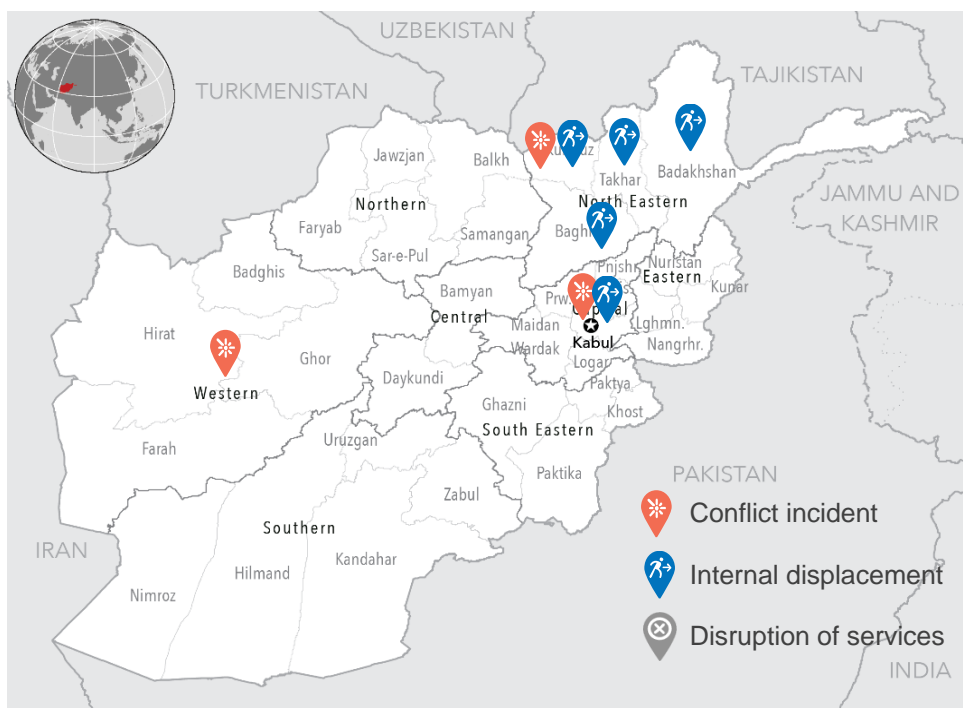 UZBEKISTAN
TAJIKISTAN
TURKMENISTAN
Jawzjan
Balkh
Takhar
Badakhshan
JAMMU AND
KASHMIR
Northern
North Eastern
Faryab
Samangan
Sar-e-Pul
Badghis
Pnjshr.
Nuristan
Eastern
Kunar
Bamyan
Prw.
Central
Maidan
Wardak
Kabul
Lghmn.
Nangrhr.
Logar
Hirat
Ghor
Western
Daykundi
Paktya
Khost
Ghazni
South Eastern
Uruzgan
Farah
Paktika
Zabul
PAKISTAN
Conflict incident
Southern
IRAN
Kandahar
Hilmand
Nimroz
Internal displacement
Disruption of services
INDIA